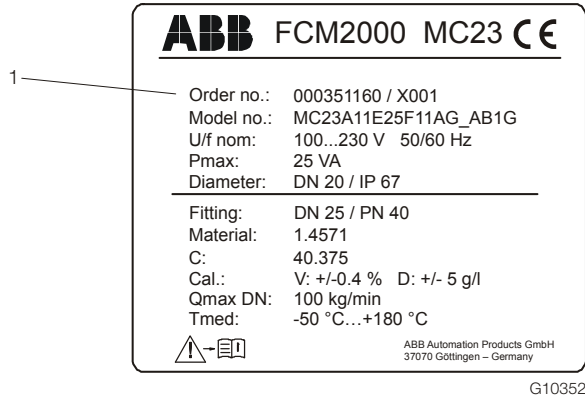 ABB FCM2000 MC23 CE
1
Order no.: 000351160 / X001
Model no.: MC23A11E25F11AG_AB1G
U/f nom: 100...230 V 50/60 Hz
Pmax: 25 VA
Diameter: DN 20 / IP 67
Fitting: DN 25 / PN 40
Material: 1.4571
C: 40.375
Cal.: V: +/-0.4 % D: +/- 5 g/l
Qmax DN: 100 kg/min
Tmed: -50 °C…+180 °C
ABB Automation Products GmbH
37070 Göttingen – Germany
G10352